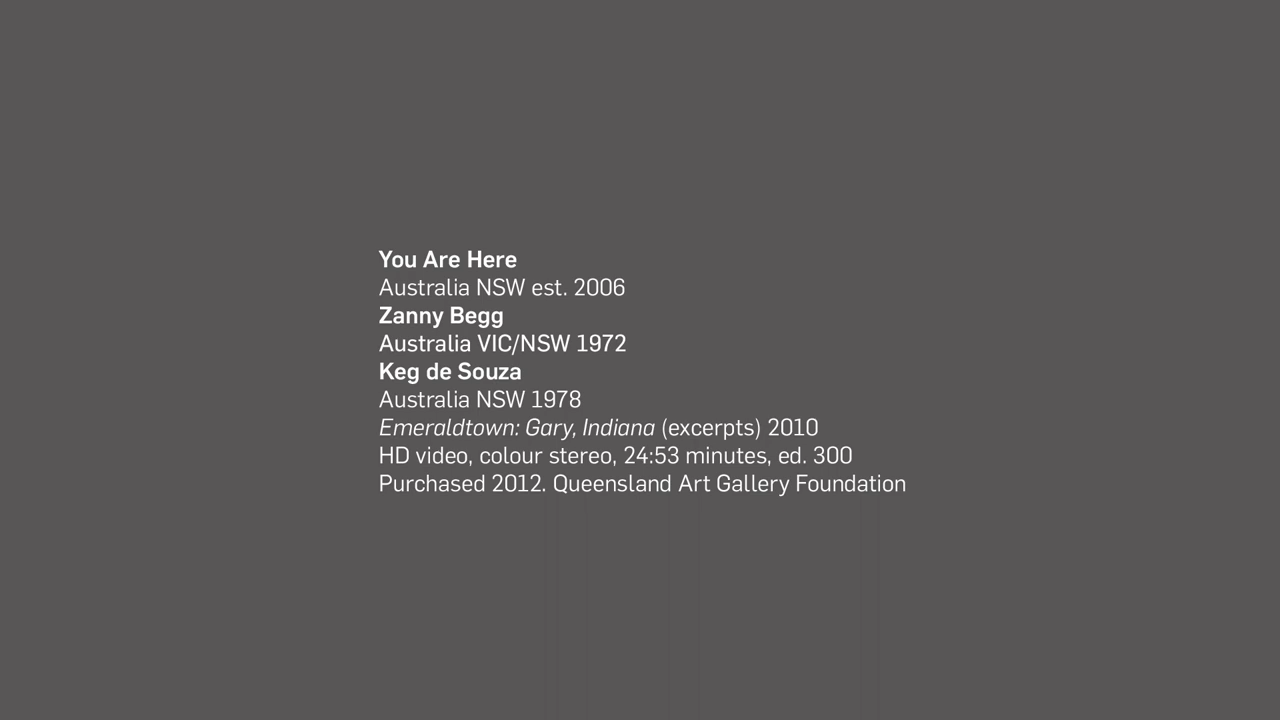 You Are Here
Australia NSW est. 2006
Zanny Begg
Australia VIC/NSW 1972
Keg de Souza
Australia NSW 1978
Emeraldtown: Gary, Indiana (excerpts) 2010
HD video, colour stereo, 24:53 minutes, ed. 300
Purchased 2012. Queensland Art Gallery Foundation